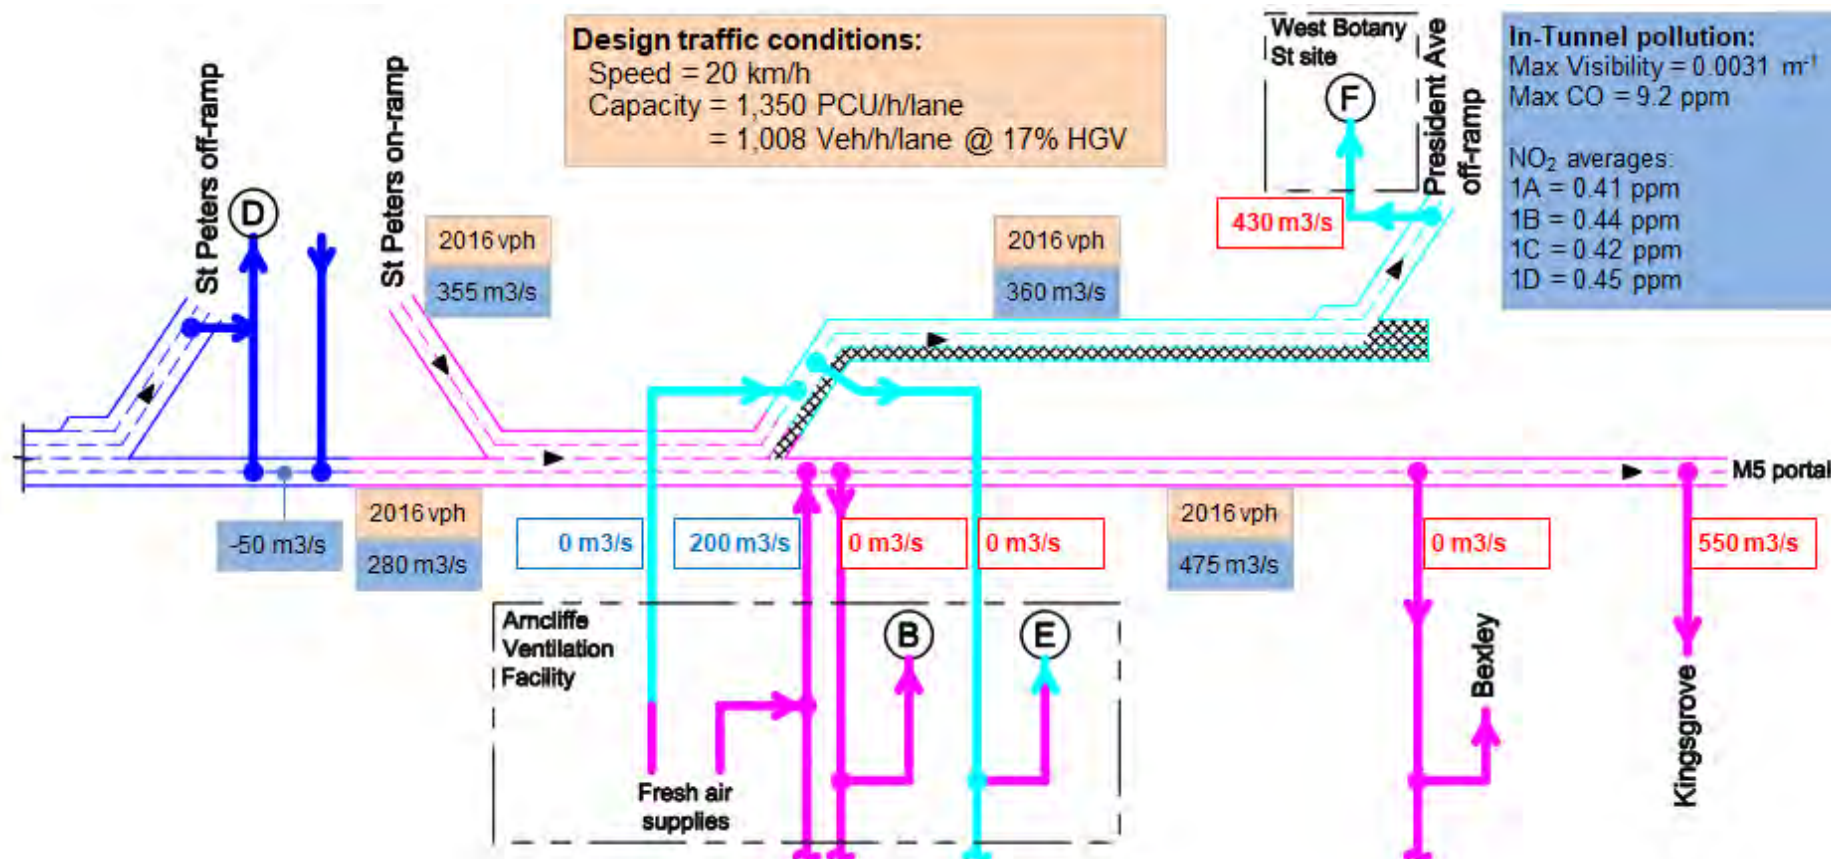 Design traffic conditions:
Speed = 20 km/h
Capacity = 1,350 PCU/h/lane
= 1,008 Veh/h/lane @ 17% HGV
West Botany
St site
F
President Ave
off-ramp
In-Tunnel pollution:
Max Visibility = 0.0031 m-1
Max CO = 9.2 ppm
NO2 averages:
1A = 0.41 ppm
1B = 0.44 ppm
1C = 0.42 ppm
1D = 0.45 ppm
St Peters off-ramp
D
St Peters on-ramp
2016 vph
355 m3/s
2016 vph
360 m3/s
430 m3/s
M5 portal
-50 m3/s
2016 vph
280 m3/s
0 m3/s
200 m3/s
0 m3/s
0 m3/s
2016 vph
475 m3/s
0 m3/s
550 m3/s
Arncliffe
Ventilation
Facility
B
E
Fresh air
supplies
Bexley
Kingsgrove